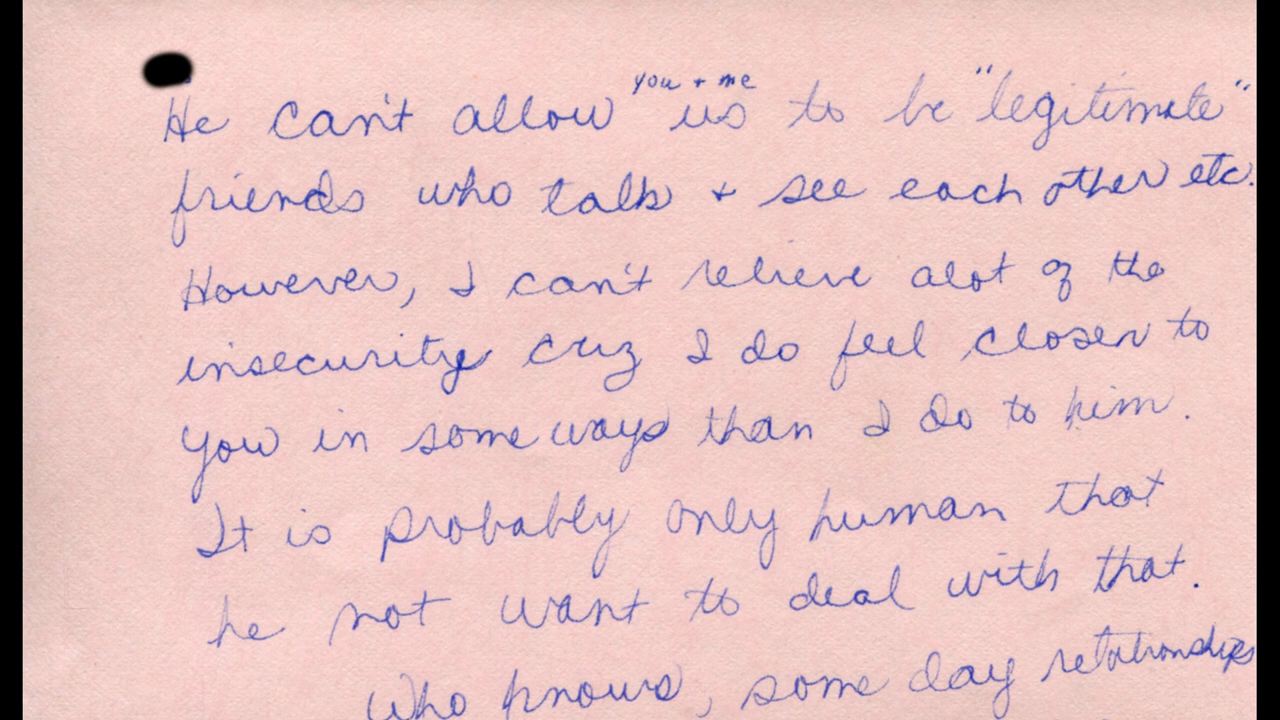 you + me
He can't allow "us to be "legitimate"
friends who talk + see each other etc.
However, I can't relieve alot of the
insecurity cuz I do feel closer to
you in some ways than I do to him.
It is probably only human that
he not want to deal with that.
Who knows, some day relationships